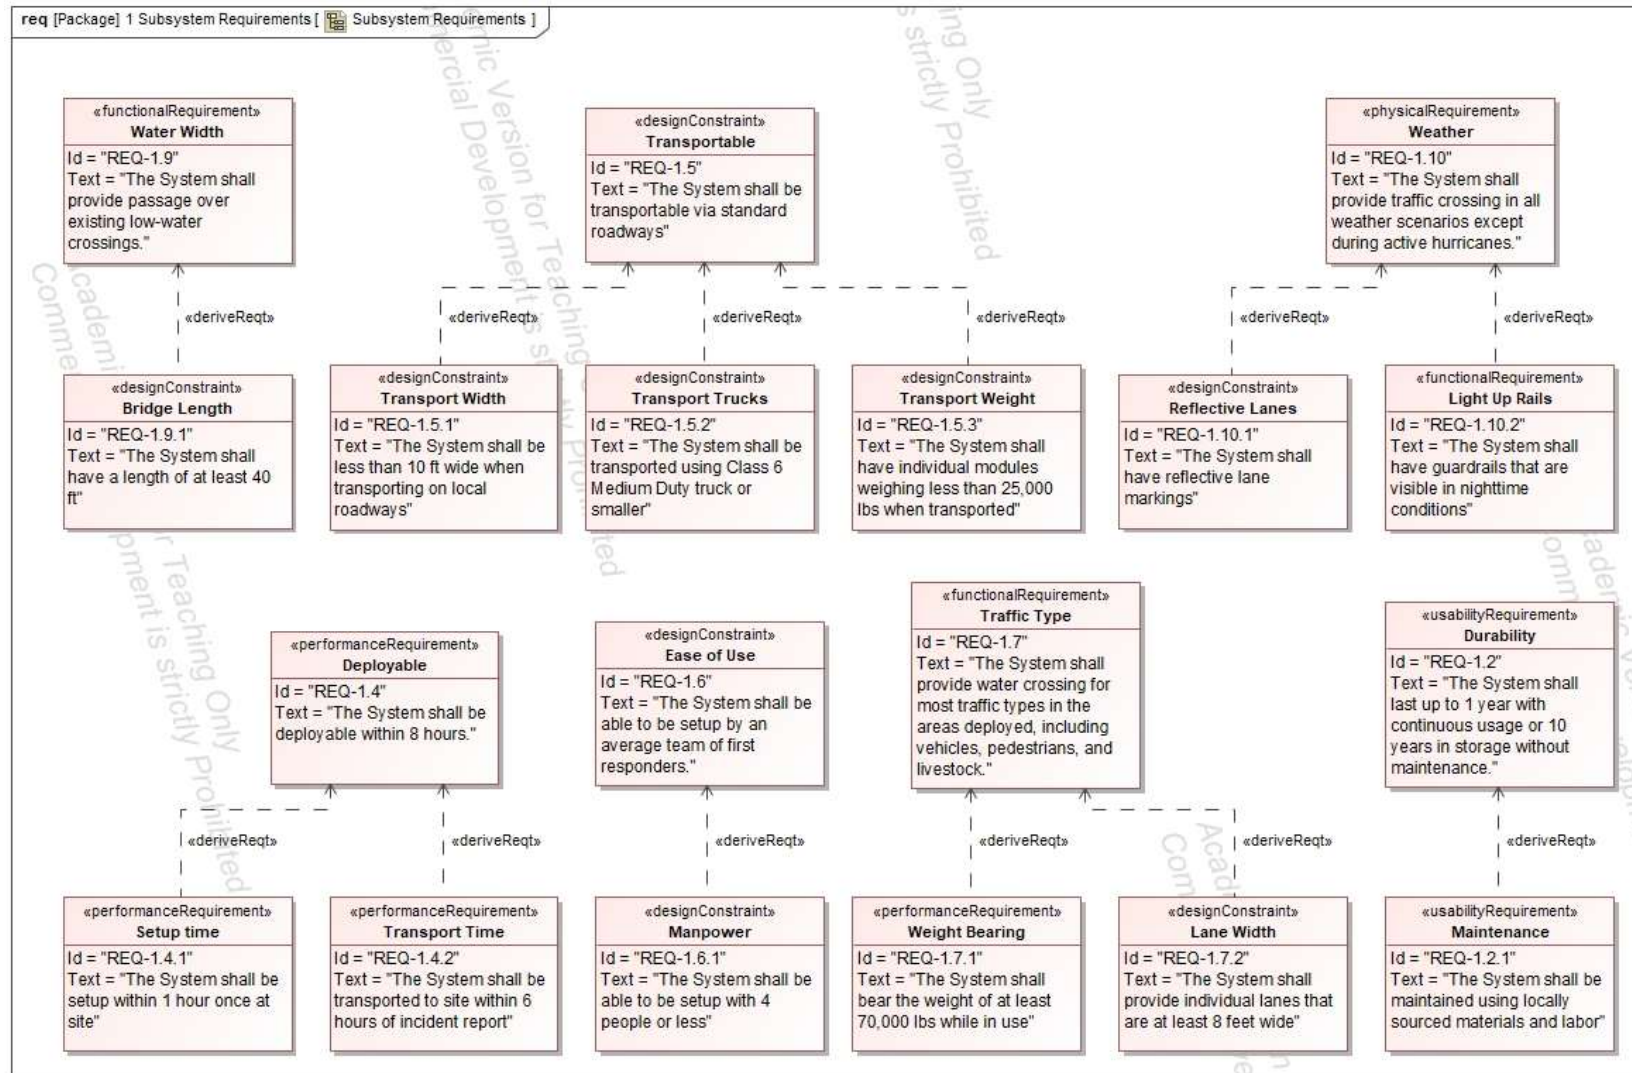 req [Package] 1 Subsystem Requirements [ Subsystem Requirements ]
«functionalRequirement»
Water Width
Id = "REQ-1.9"
Text = "The System shall
provide passage over
existing low-water
crossings."
«designConstraint»
Transportable
Id = "REQ-1.5"
Text = "The System shall be
transportable via standard
roadways"
«physicalRequirement»
Weather
Id = "REQ-1.10"
Text = "The System shall
provide traffic crossing in all
weather scenarios except
during active hurricanes."
«deriveReqt»
«deriveReqt»
«deriveReqt»
«deriveReqt»
«deriveReqt»
«deriveReqt»
«designConstraint»
Bridge Length
Id = "REQ-1.9.1"
Text = "The System shall
have a length of at least 40
ft"
«designConstraint»
Transport Width
Id = "REQ-1.5.1"
Text = "The System shall be
less than 10 ft wide when
transporting on local
roadways"
«designConstraint»
Transport Trucks
Id = "REQ-1.5.2"
Text = "The System shall be
transported using Class 6
Medium Duty truck or
smaller"
«designConstraint»
Transport Weight
Id = "REQ-1.5.3"
Text = "The System shall
have individual modules
weighing less than 25,000
lbs when transported"
«designConstraint»
Reflective Lanes
Id = "REQ-1.10.1"
Text = "The System shall
have reflective lane
markings"
«functionalRequirement»
Light Up Rails
Id = "REQ-1.10.2"
Text = "The System shall
have guardrails that are
visible in nighttime
conditions"
«performanceRequirement»
Deployable
Id = "REQ-1.4"
Text = "The System shall be
deployable within 8 hours."
«designConstraint»
Ease of Use
Id = "REQ-1.6"
Text = "The System shall be
able to be setup by an
average team of first
responders."
«functionalRequirement»
Traffic Type
Id = "REQ-1.7"
Text = "The System shall
provide water crossing for
most traffic types in the
areas deployed, including
vehicles, pedestrians, and
livestock."
«usabilityRequirement»
Durability
Id = "REQ-1.2"
Text = "The System shall
last up to 1 year with
continuous usage or 10
years in storage without
maintenance."
«deriveReqt»
«deriveReqt»
«deriveReqt»
«deriveReqt»
«deriveReqt»
«deriveReqt»
«performanceRequirement»
Setup time
Id = "REQ-1.4.1"
Text = "The System shall be
setup within 1 hour once at
site"
«performanceRequirement»
Transport Time
Id = "REQ-1.4.2"
Text = "The System shall be
transported to site within 6
hours of incident report"
«designConstraint»
Manpower
Id = "REQ-1.6.1"
Text = "The System shall be
able to be setup with 4
people or less"
«performanceRequirement»
Weight Bearing
Id = "REQ-1.7.1"
Text = "The System shall
bear the weight of at least
70,000 lbs while in use"
«designConstraint»
Lane Width
Id = "REQ-1.7.2"
Text = "The System shall
provide individual lanes that
are at least 8 feet wide"
«usabilityRequirement»
Maintenance
Id = "REQ-1.2.1"
Text = "The System shall be
maintained using locally
sourced materials and labor"